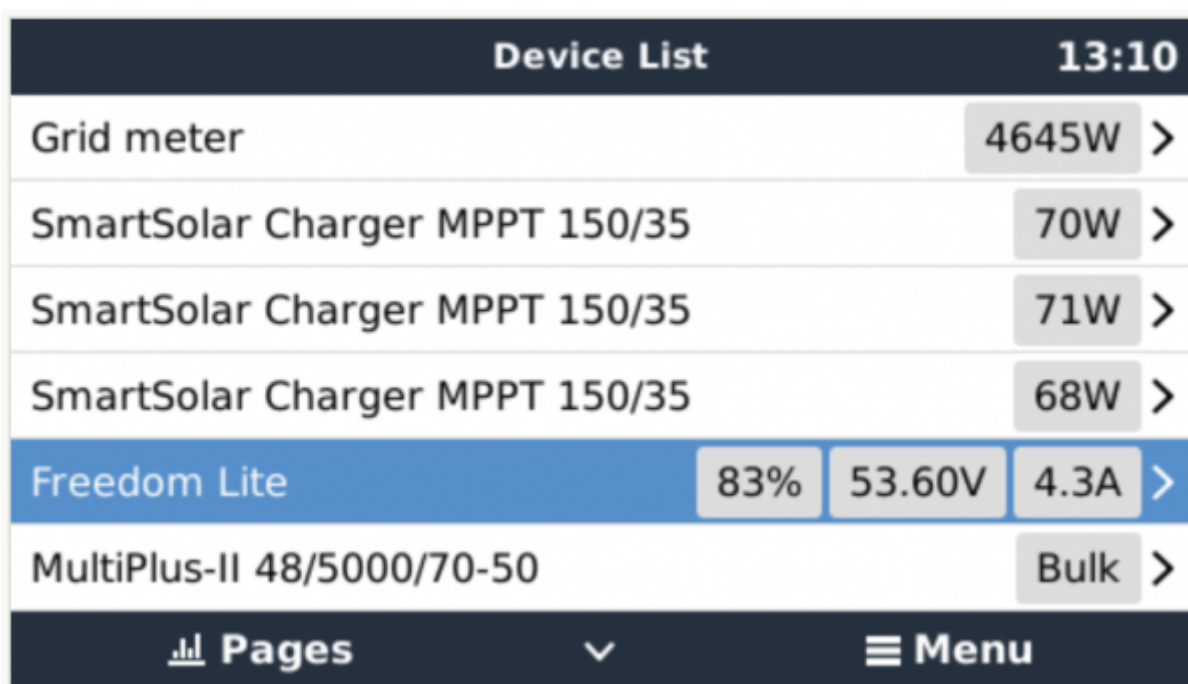 Device List 13:10
Grid meter 4645W
SmartSolar Charger MPPT 150/35 70W
SmartSolar Charger MPPT 150/35 71W
SmartSolar Charger MPPT 150/35 68W
Freedom Lite 83% 53.60V 4.3A
MultiPlus-II 48/5000/70-50 Bulk
Pages Menu